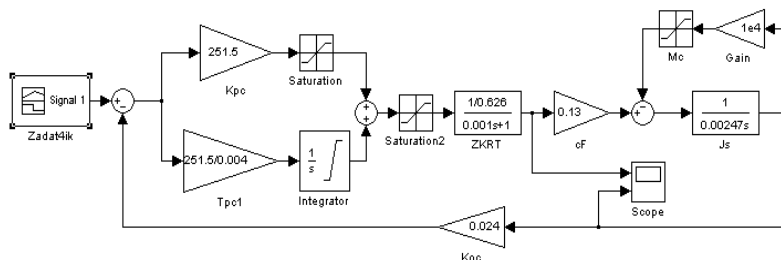 1e4
251.5
Mc
Gain
Saturation
Kpc
Signal 1
1/0.626
0.001s+1
0.13
1
0.00247s
Zadat4ik
Saturation2
ZKRT
cF
Js
251.5/0.004
1
s
Tpc1
Integrator
Scope
0.024
Koc